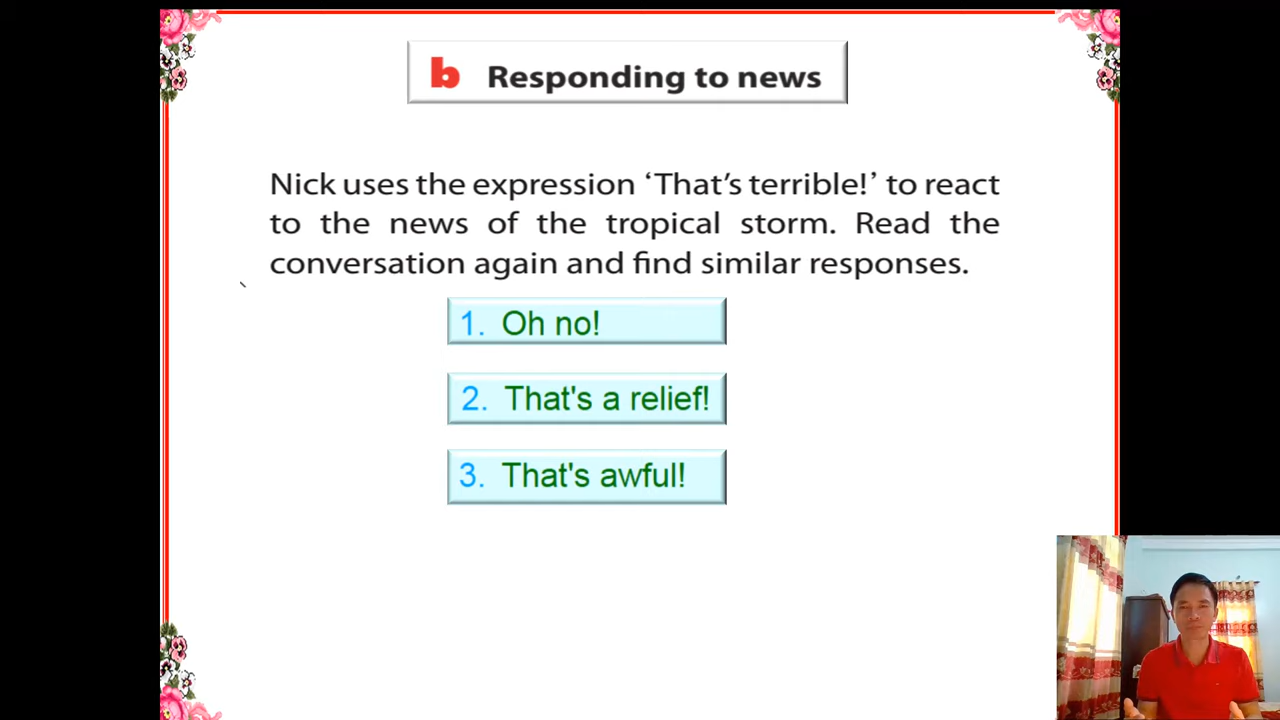 b Responding to news
Nick uses the expression ‘That’s terrible!’ to react
to the news of the tropical storm. Read the
conversation again and find similar responses.
1. Oh no!
2. That's a relief!
3. That's awful!